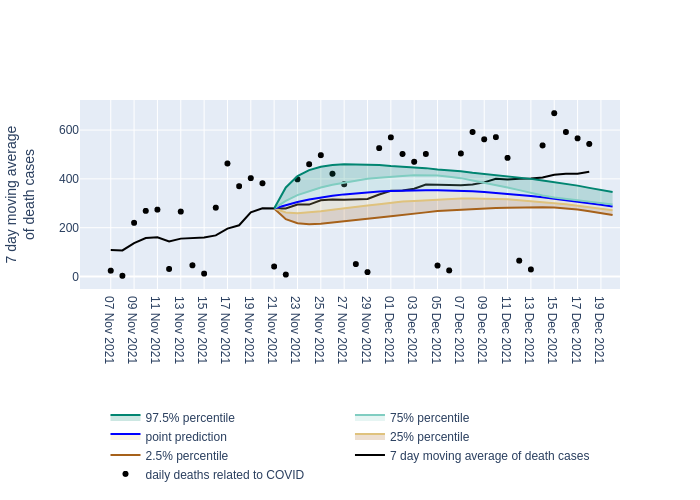 7 day moving average
of death cases
600
400
200
0
07 Nov 2021
09 Nov 2021
11 Nov 2021
13 Nov 2021
15 Nov 2021
17 Nov 2021
19 Nov 2021
21 Nov 2021
23 Nov 2021
25 Nov 2021
27 Nov 2021
29 Nov 2021
01 Dec 2021
03 Dec 2021
05 Dec 2021
07 Dec 2021
09 Dec 2021
11 Dec 2021
13 Dec 2021
15 Dec 2021
17 Dec 2021
19 Dec 2021
97.5% percentile
75% percentile
point prediction
25% percentile
2.5% percentile
7 day moving average of death cases
daily deaths related to COVID